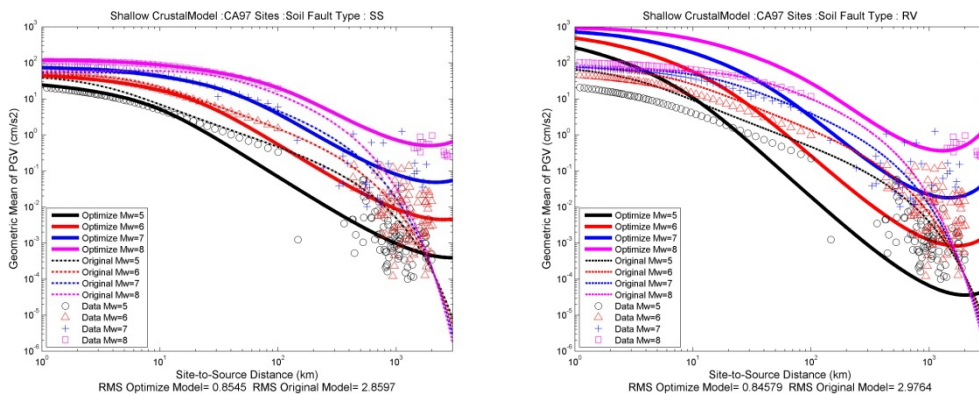 Shallow CrustalModel :CA97 Sites :Soil Fault Type : SS
Geometric Mean of PGV (cm/s2)
10^3
10^2
10^1
10^0
10^-1
10^-2
10^-3
10^-4
10^-5
10^-6
Optimize Mw=5
Optimize Mw=6
Optimize Mw=7
Optimize Mw=8
Original Mw=5
Original Mw=6
Original Mw=7
Original Mw=8
Data Mw=5
Data Mw=6
Data Mw=7
Data Mw=8
10^0 10^1 10^2 10^3
Site-to-Source Distance (km)
RMS Optimize Model= 0.8545 RMS Original Model= 2.8597
Shallow CrustalModel :CA97 Sites :Soil Fault Type : RV
Geometric Mean of PGV (cm/s2)
10^3
10^2
10^1
10^0
10^-1
10^-2
10^-3
10^-4
10^-5
10^-6
Optimize Mw=5
Optimize Mw=6
Optimize Mw=7
Optimize Mw=8
Original Mw=5
Original Mw=6
Original Mw=7
Original Mw=8
Data Mw=5
Data Mw=6
Data Mw=7
Data Mw=8
10^0 10^1 10^2 10^3
Site-to-Source Distance (km)
RMS Optimize Model= 0.84579 RMS Original Model= 2.9764